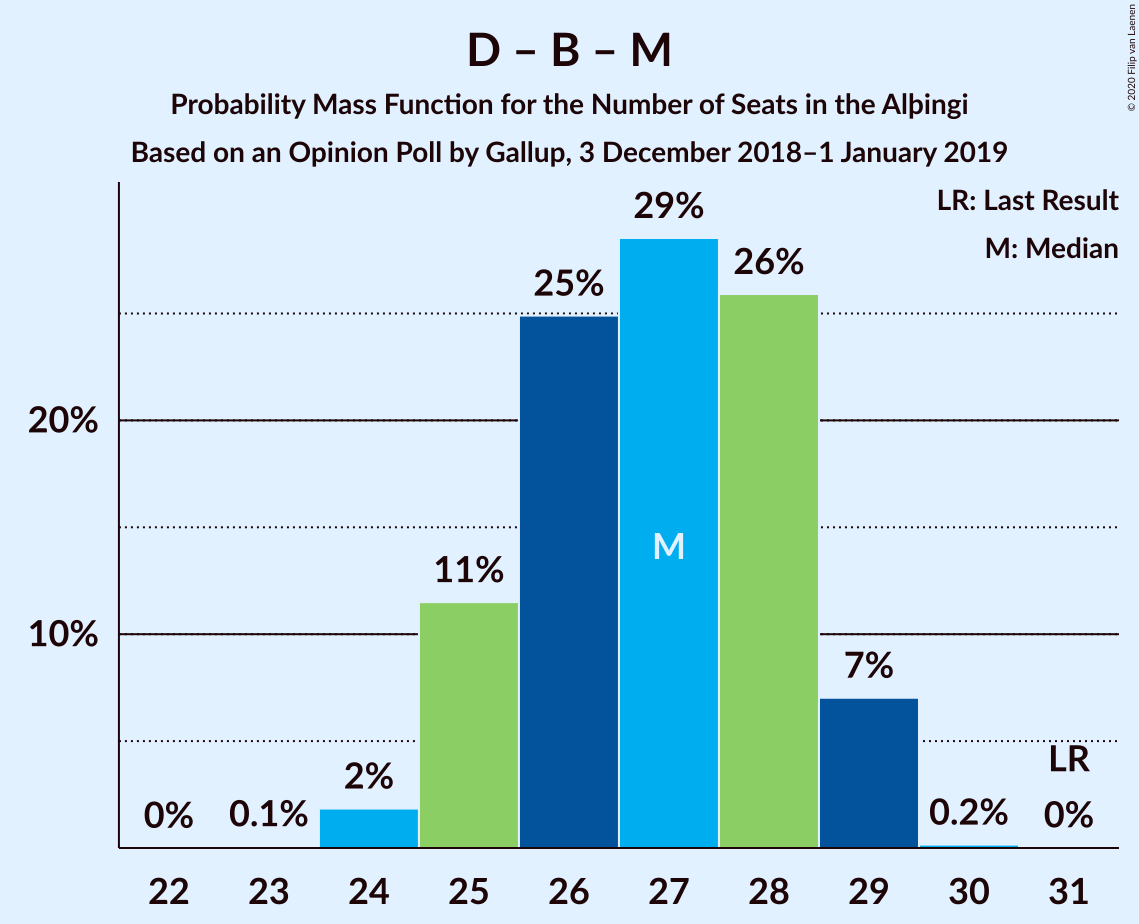 D – B – M
Probability Mass Function for the Number of Seats in the Alþingi
Based on an Opinion Poll by Gallup, 3 December 2018–1 January 2019
© 2020 Filip van Laenen
LR: Last Result
M: Median
29%
26%
25%
20%
M
11%
10%
7%
LR
2%
0%
0.1%
0.2%
0%
22 23 24 25 26 27 28 29 30 31